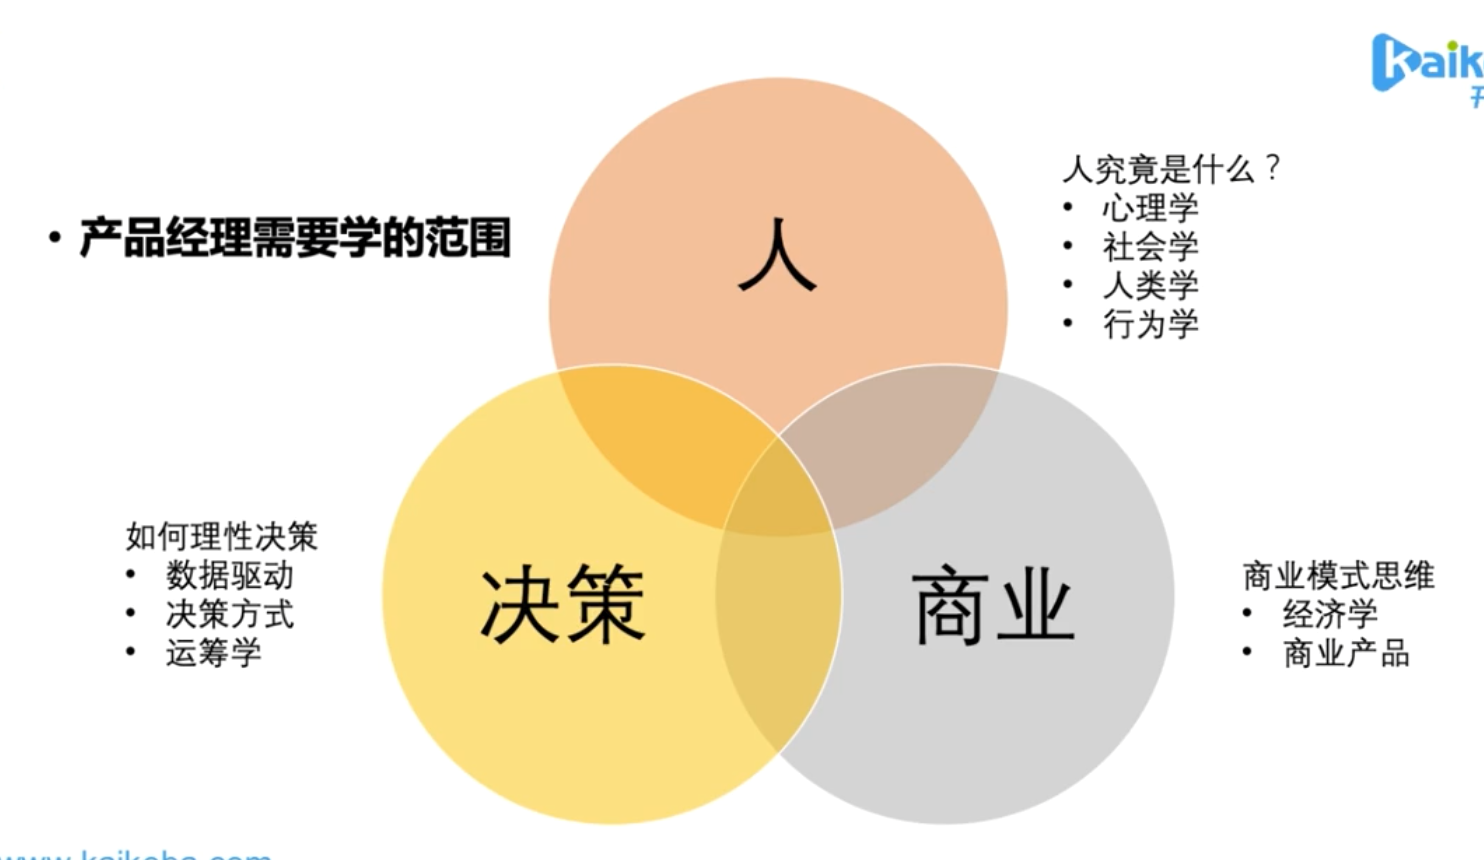 kaik
• 产品经理需要学的范围
人
人究竟是什么？
• 心理学
• 社会学
• 人类学
• 行为学
如何理性决策
• 数据驱动
• 决策方式
• 运筹学
决策
商业
商业模式思维
• 经济学
• 商业产品
www.kaikeba.com